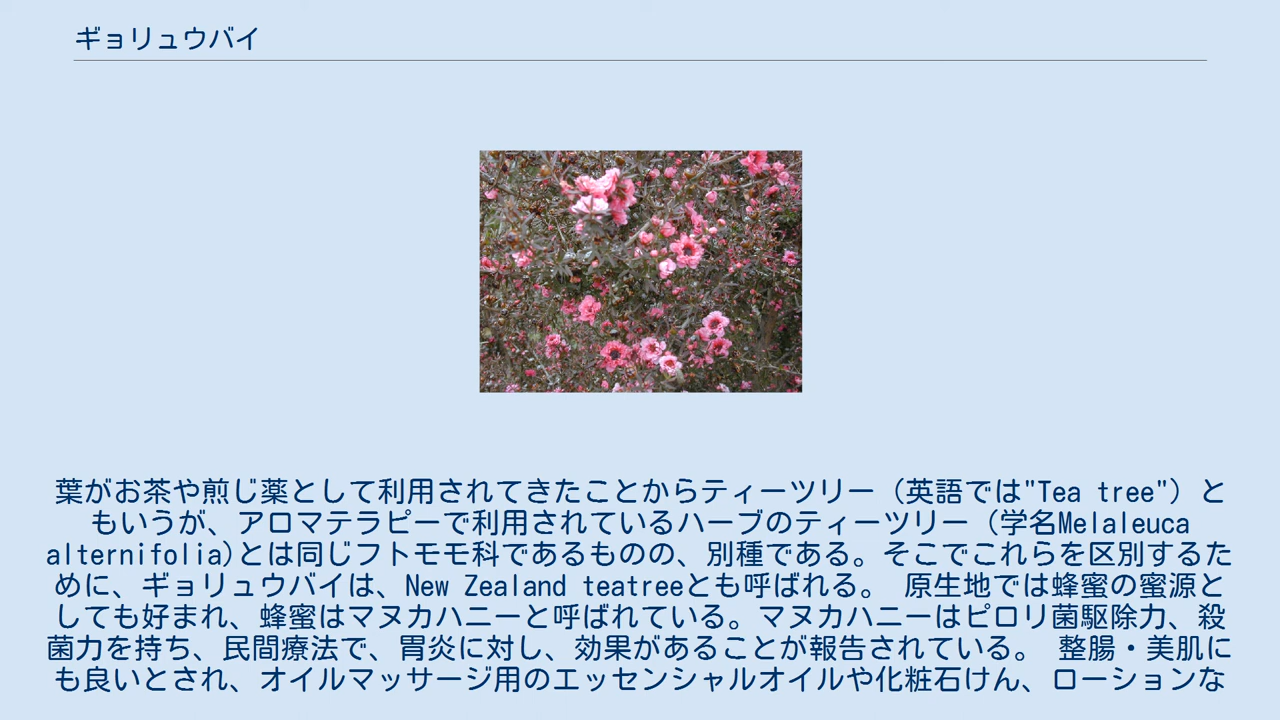 ギョリュウバイ
葉がお茶や煎じ薬として利用されてきたことからティーツリー（英語では"Tea tree"）と
もいうが、アロマテラピーで利用されているハーブのティーツリー（学名Melaleuca
alternifolia)とは同じフトモモ科であるものの、別種である。そこでこれらを区別するた
めに、ギョリュウバイは、New Zealand teatreeとも呼ばれる。 原生地では蜂蜜の蜜源と
しても好まれ、蜂蜜はマヌカハニーと呼ばれている。マヌカハニーはピロリ菌駆除力、殺
菌力を持ち、民間療法で、胃炎に対し、効果があることが報告されている。 整腸・美肌に
も良いとされ、オイルマッサージ用のエッセンシャルオイルや化粧石けん、ローションな